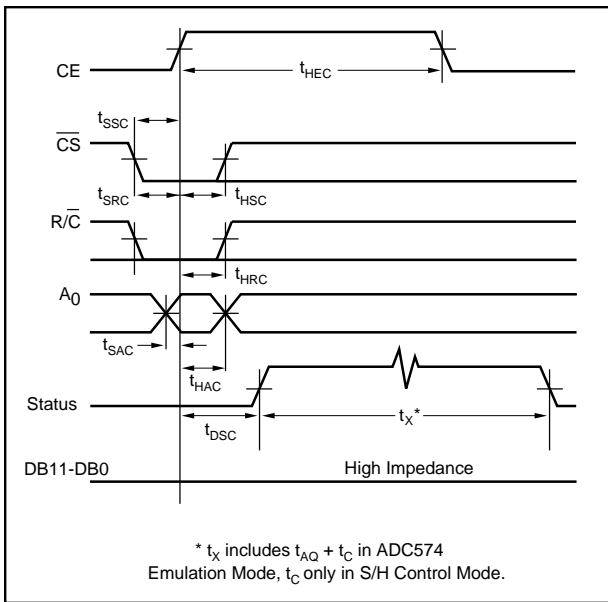 CE
tHEC
tSSC
C̅S̅
tSRC
tHSC
R/C̅
tHRC
A0
tSAC
tHAC
Status
tDSC
tX*
DB11-DB0
High Impedance
* tX includes tAQ + tC in ADC574
Emulation Mode, tC only in S/H Control Mode.